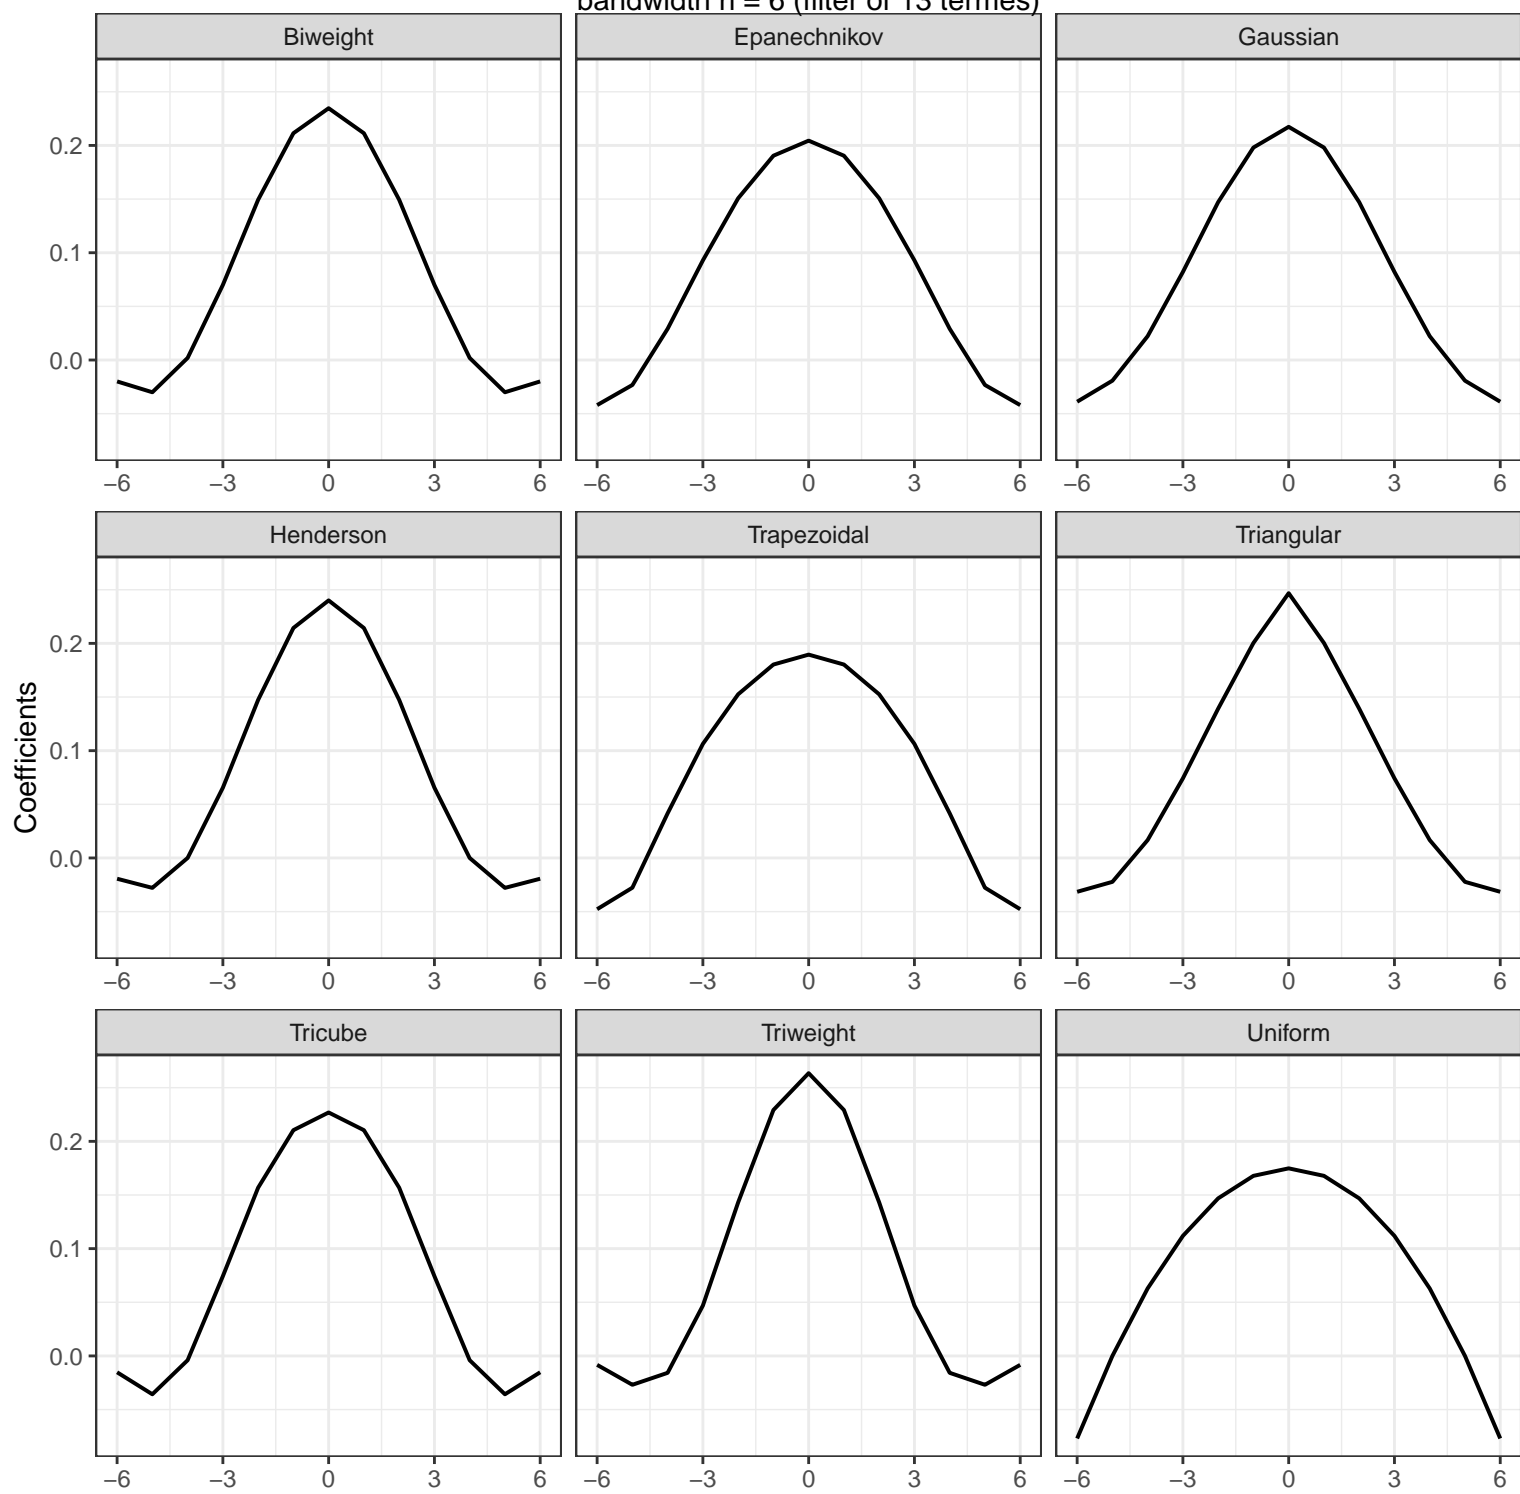 bandwidth h = 6 (filter of 13 termes)
Biweight Epanechnikov Gaussian
0.2
0.1
0.0
−6 −3 0 3 6 −6 −3 0 3 6 −6 −3 0 3 6
Henderson Trapezoidal Triangular
0.2
0.1
0.0
−6 −3 0 3 6 −6 −3 0 3 6 −6 −3 0 3 6
Coefficients
Tricube Triweight Uniform
0.2
0.1
0.0
−6 −3 0 3 6 −6 −3 0 3 6 −6 −3 0 3 6